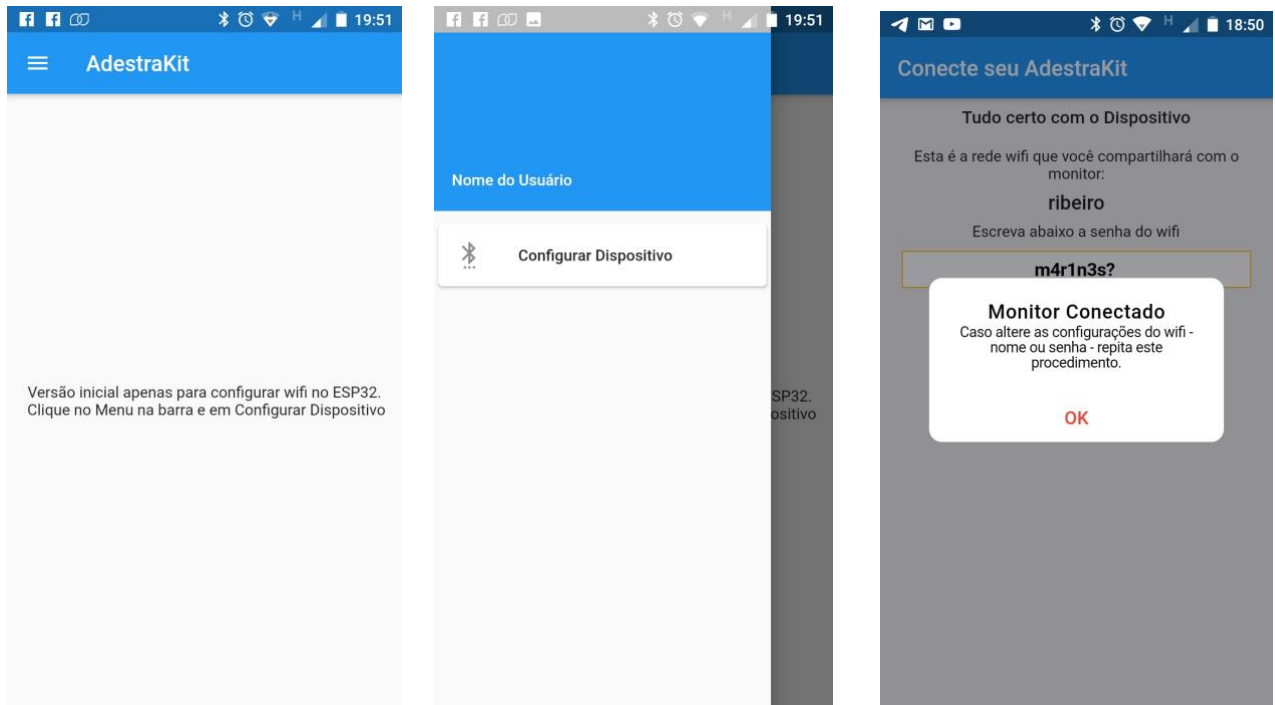 19:51
AdestraKit
Versão inicial apenas para configurar wifi no ESP32.
Clique no Menu na barra e em Configurar Dispositivo
19:51
Nome do Usuário
Configurar Dispositivo
SP32.
ositivo
H 18:50
Conecte seu AdestraKit
Tudo certo com o Dispositivo
Esta é a rede wifi que você compartilhará com o
monitor:
ribeiro
Escreva abaixo a senha do wifi
m4r1n3s?
Monitor Conectado
Caso altere as configurações do wifi -
nome ou senha - repita este
procedimento.
OK